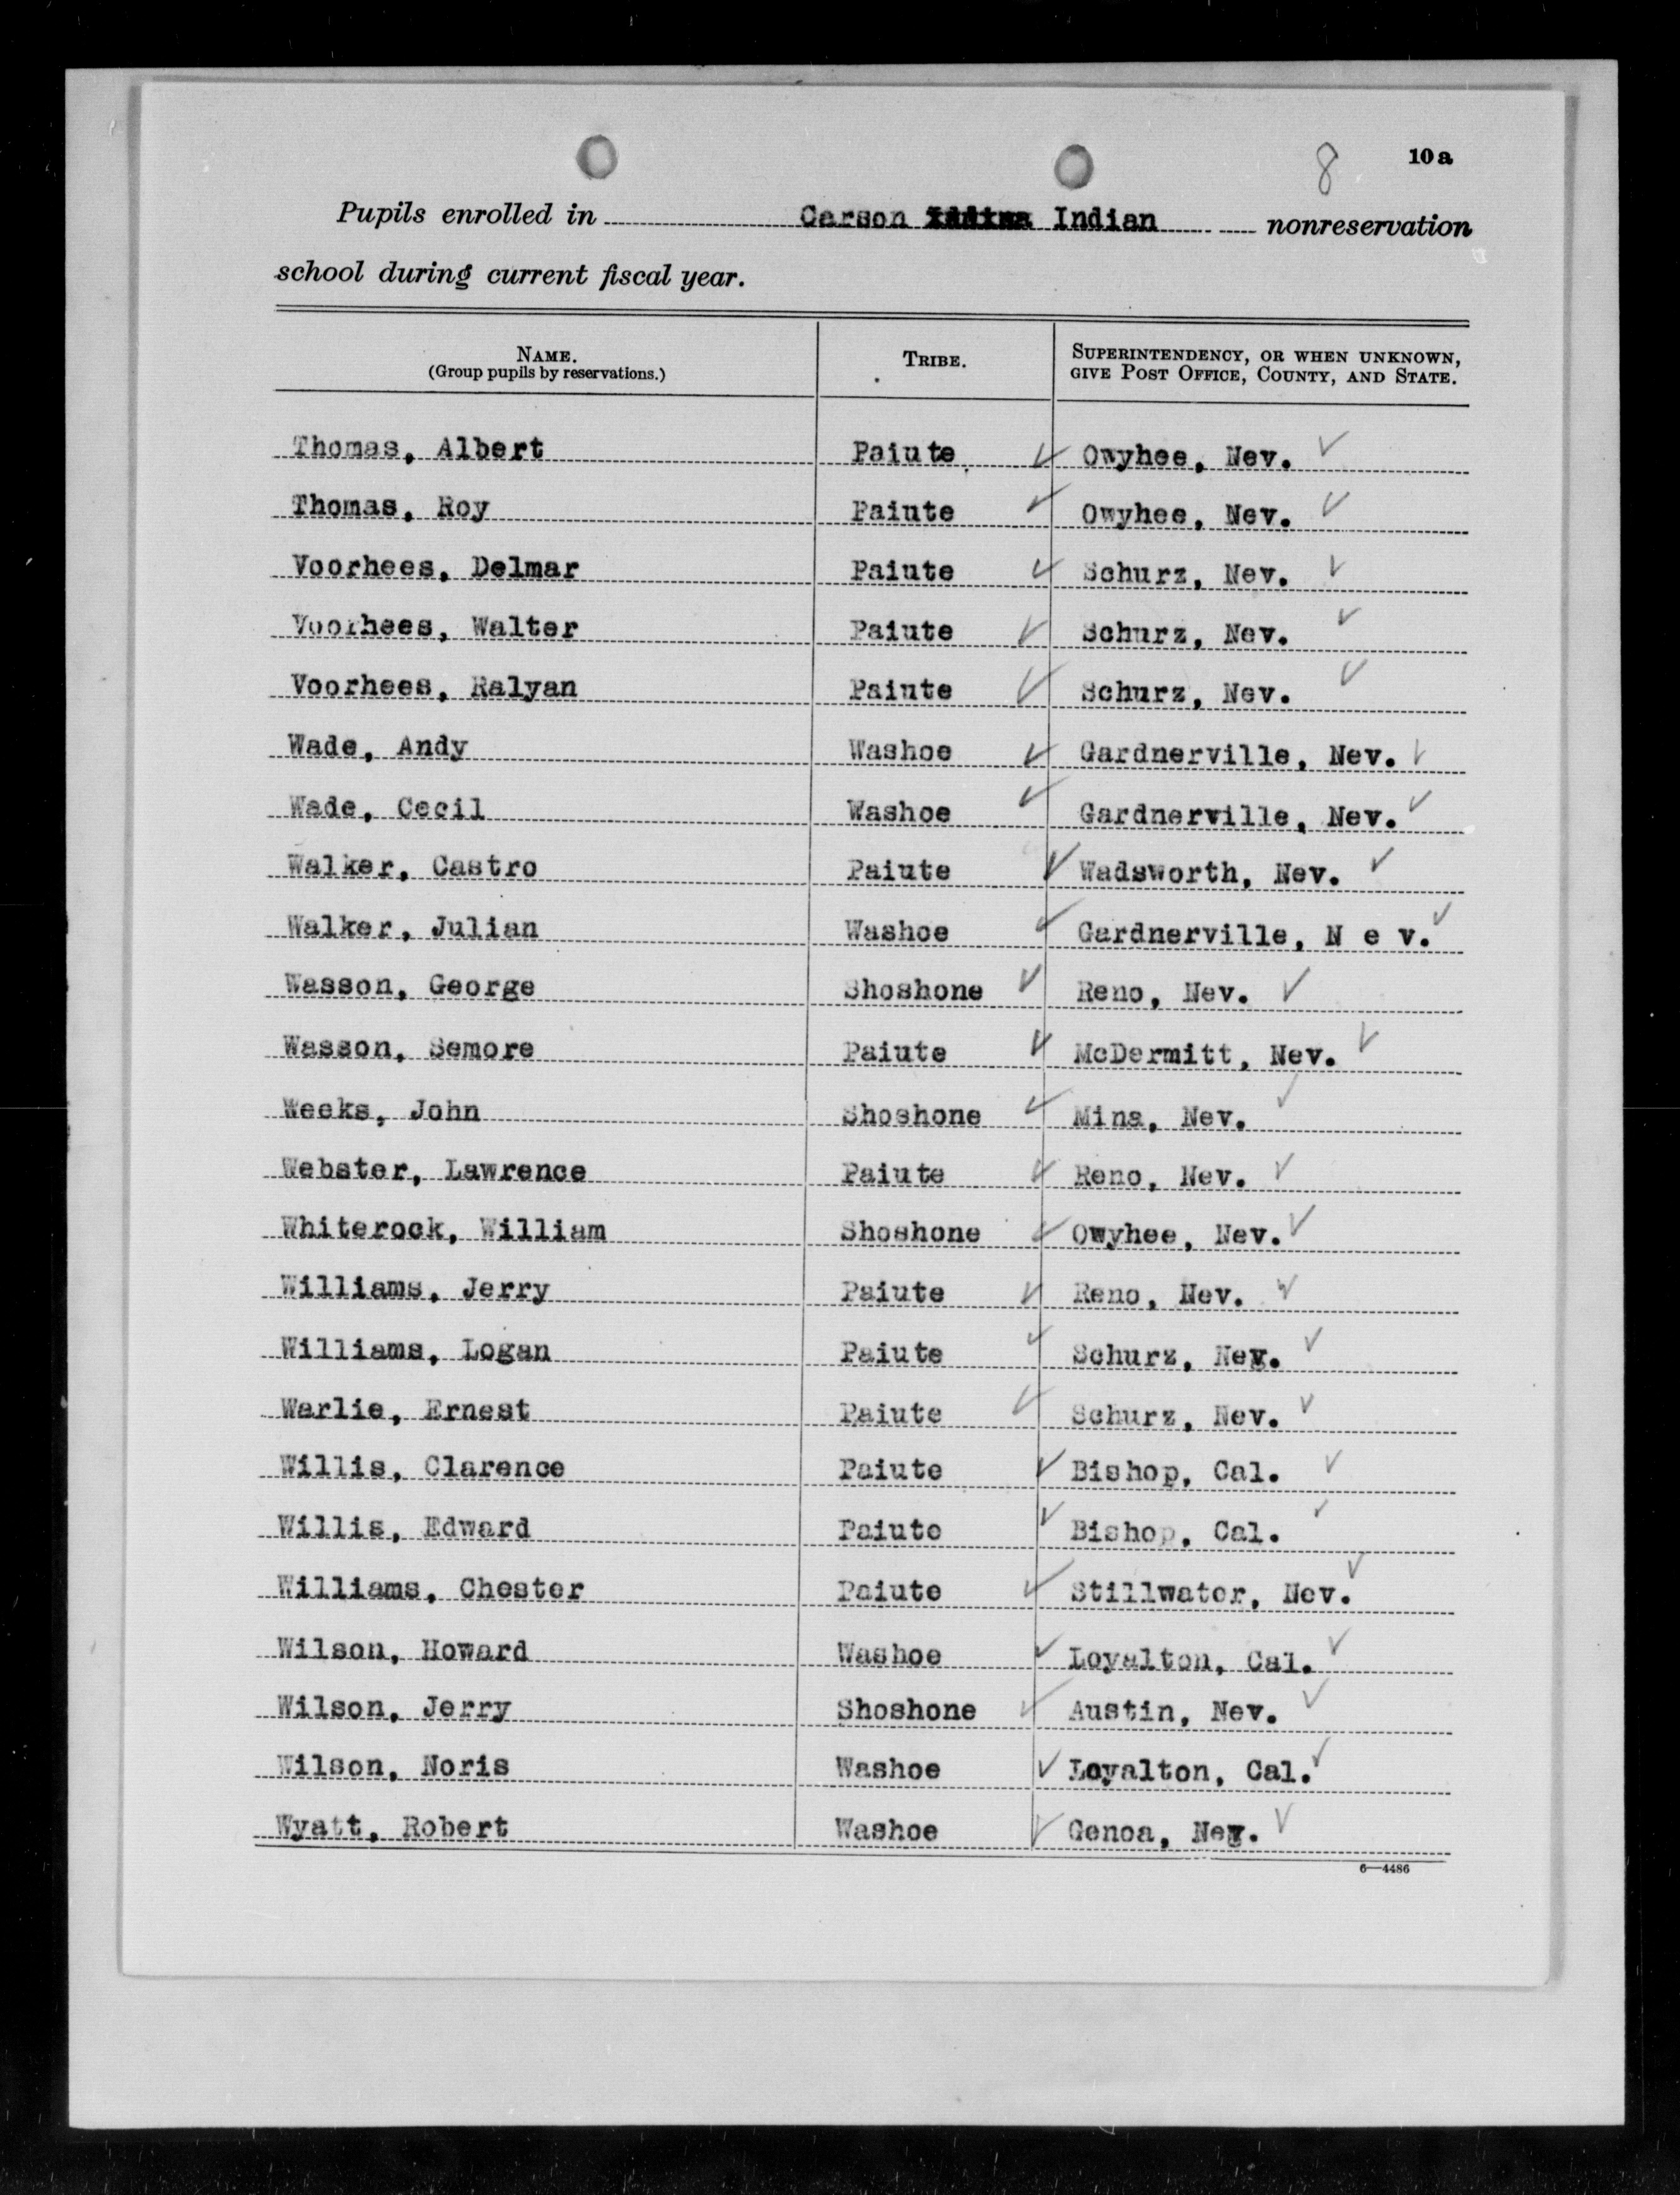 8
10 a
Pupils enrolled in Carson Indian nonreservation
school during current fiscal year.
NAME. TRIBE. SUPERINTENDENCY, OR WHEN UNKNOWN,
(Group pupils by reservations.) GIVE POST OFFICE, COUNTY, AND STATE.
Thomas, Albert Paiute ✓ Owyhee, Nev. ✓
Thomas, Roy Paiute ✓ Owyhee, Nev. ✓
Voorhees, Delmar Paiute ✓ Schurz, Nev. ✓
Voorhees, Walter Paiute ✓ Schurz, Nev. ✓
Voorhees, Ralyan Paiute ✓ Schurz, Nev. ✓
Wade, Andy Washoe ✓ Gardnerville, Nev. ✓
Wade, Cecil Washoe ✓ Gardnerville, Nev. ✓
Walker, Castro Paiute ✓ Wadsworth, Nev. ✓
Walker, Julian Washoe ✓ Gardnerville, N e v. ✓
Wasson, George Shoshone ✓ Reno, Nev. ✓
Wasson, Semore Paiute ✓ McDermitt, Nev. ✓
Weeks, John Shoshone ✓ Mina, Nev. ✓
Webster, Lawrence Paiute ✓ Reno, Nev. ✓
Whiterock, William Shoshone ✓ Owyhee, Nev. ✓
Williams, Jerry Paiute ✓ Reno, Nev. ✓
Williams, Logan Paiute ✓ Schurz, Nev. ✓
Warlie, Ernest Paiute ✓ Schurz, Nev. ✓
Willis, Clarence Paiute ✓ Bishop, Cal. ✓
Willis, Edward Paiute ✓ Bishop, Cal. ✓
Williams, Chester Paiute ✓ Stillwater, Nev. ✓
Wilson, Howard Washoe ✓ Loyalton, Cal. ✓
Wilson, Jerry Shoshone ✓ Austin, Nev. ✓
Wilson, Noris Washoe ✓ Loyalton, Cal. ✓
Wyatt, Robert Washoe ✓ Genoa, Nev. ✓
6—4486